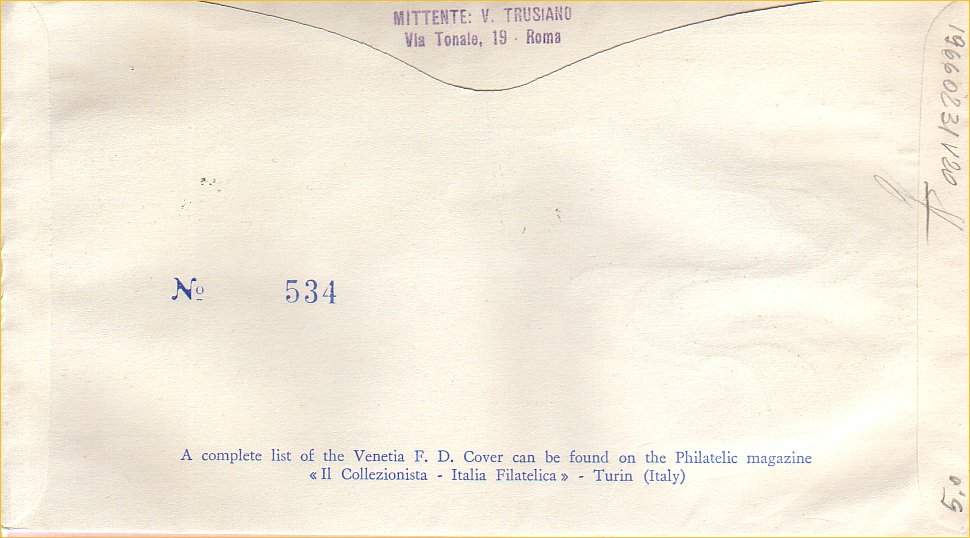 MITTENTE: V. TRUSIANO
Via Tonale, 19 - Roma
19660231V20
№ 534
A complete list of the Venetia F. D. Cover can be found on the Philatelic magazine
« Il Collezionista - Italia Filatelica » - Turin (Italy)